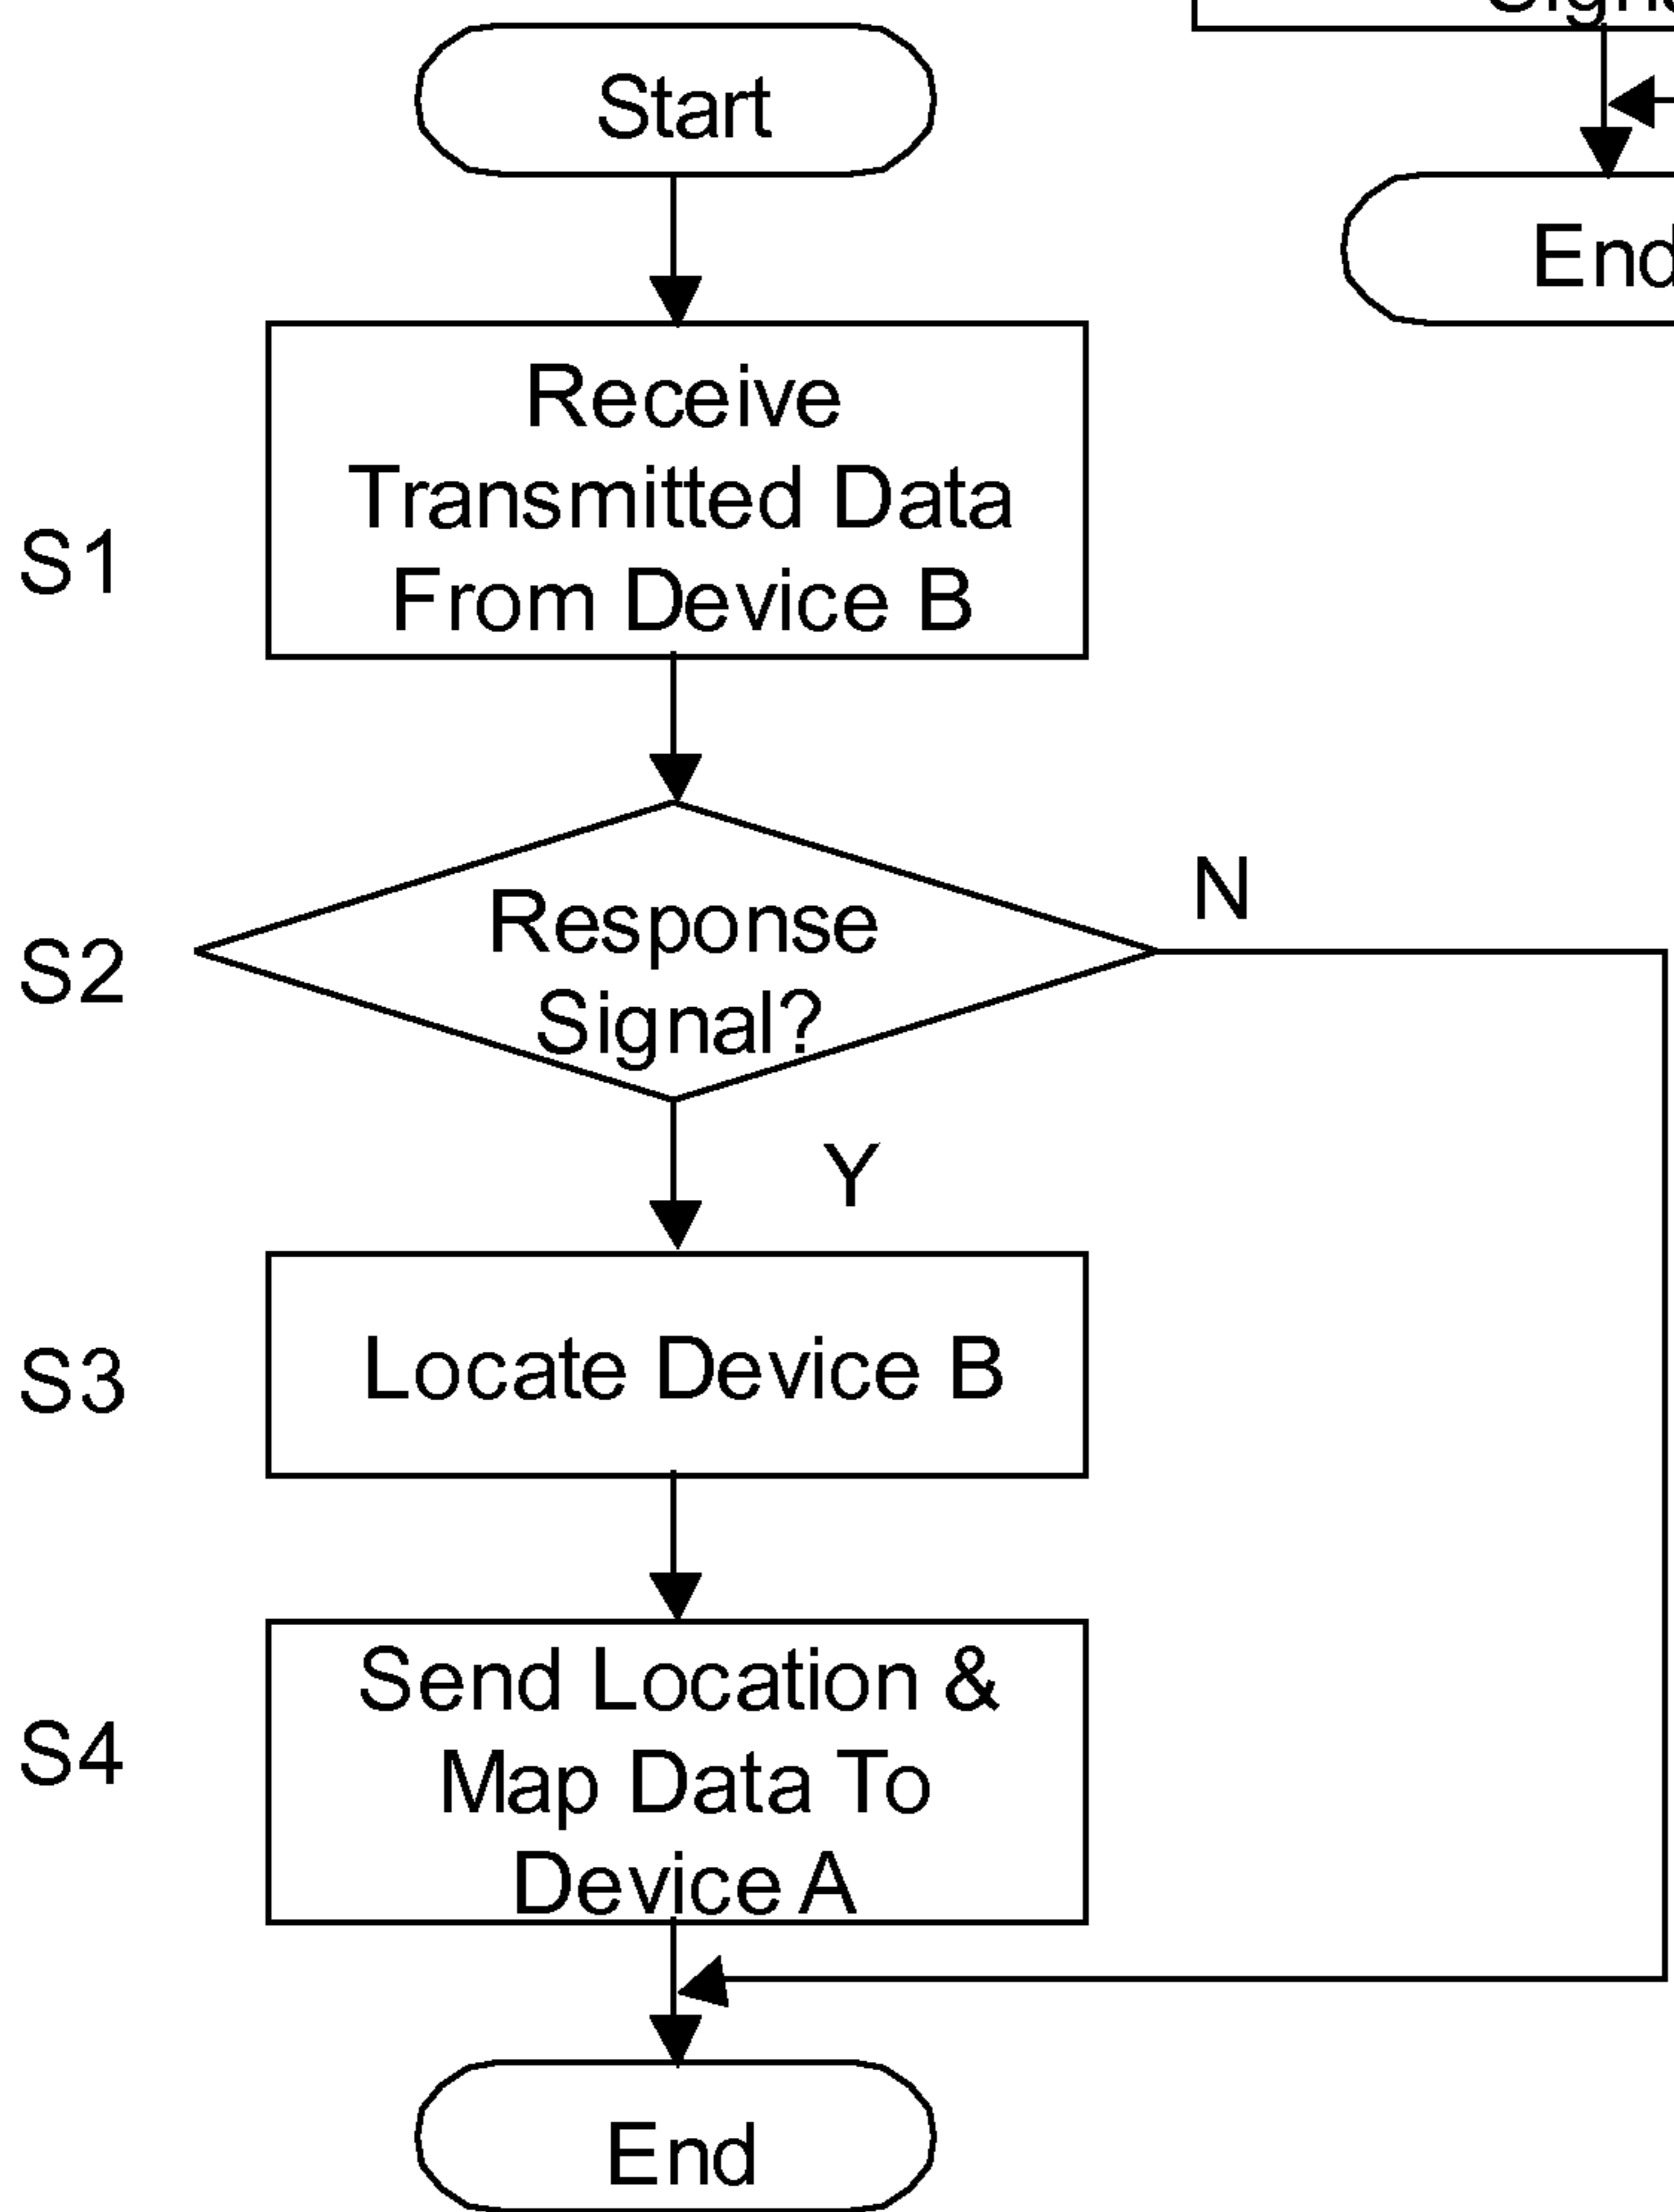 Start
S1
Receive
Transmitted Data
From Device B
S2
Response
Signal?
N
Y
S3
Locate Device B
S4
Send Location &
Map Data To
Device A
End
End